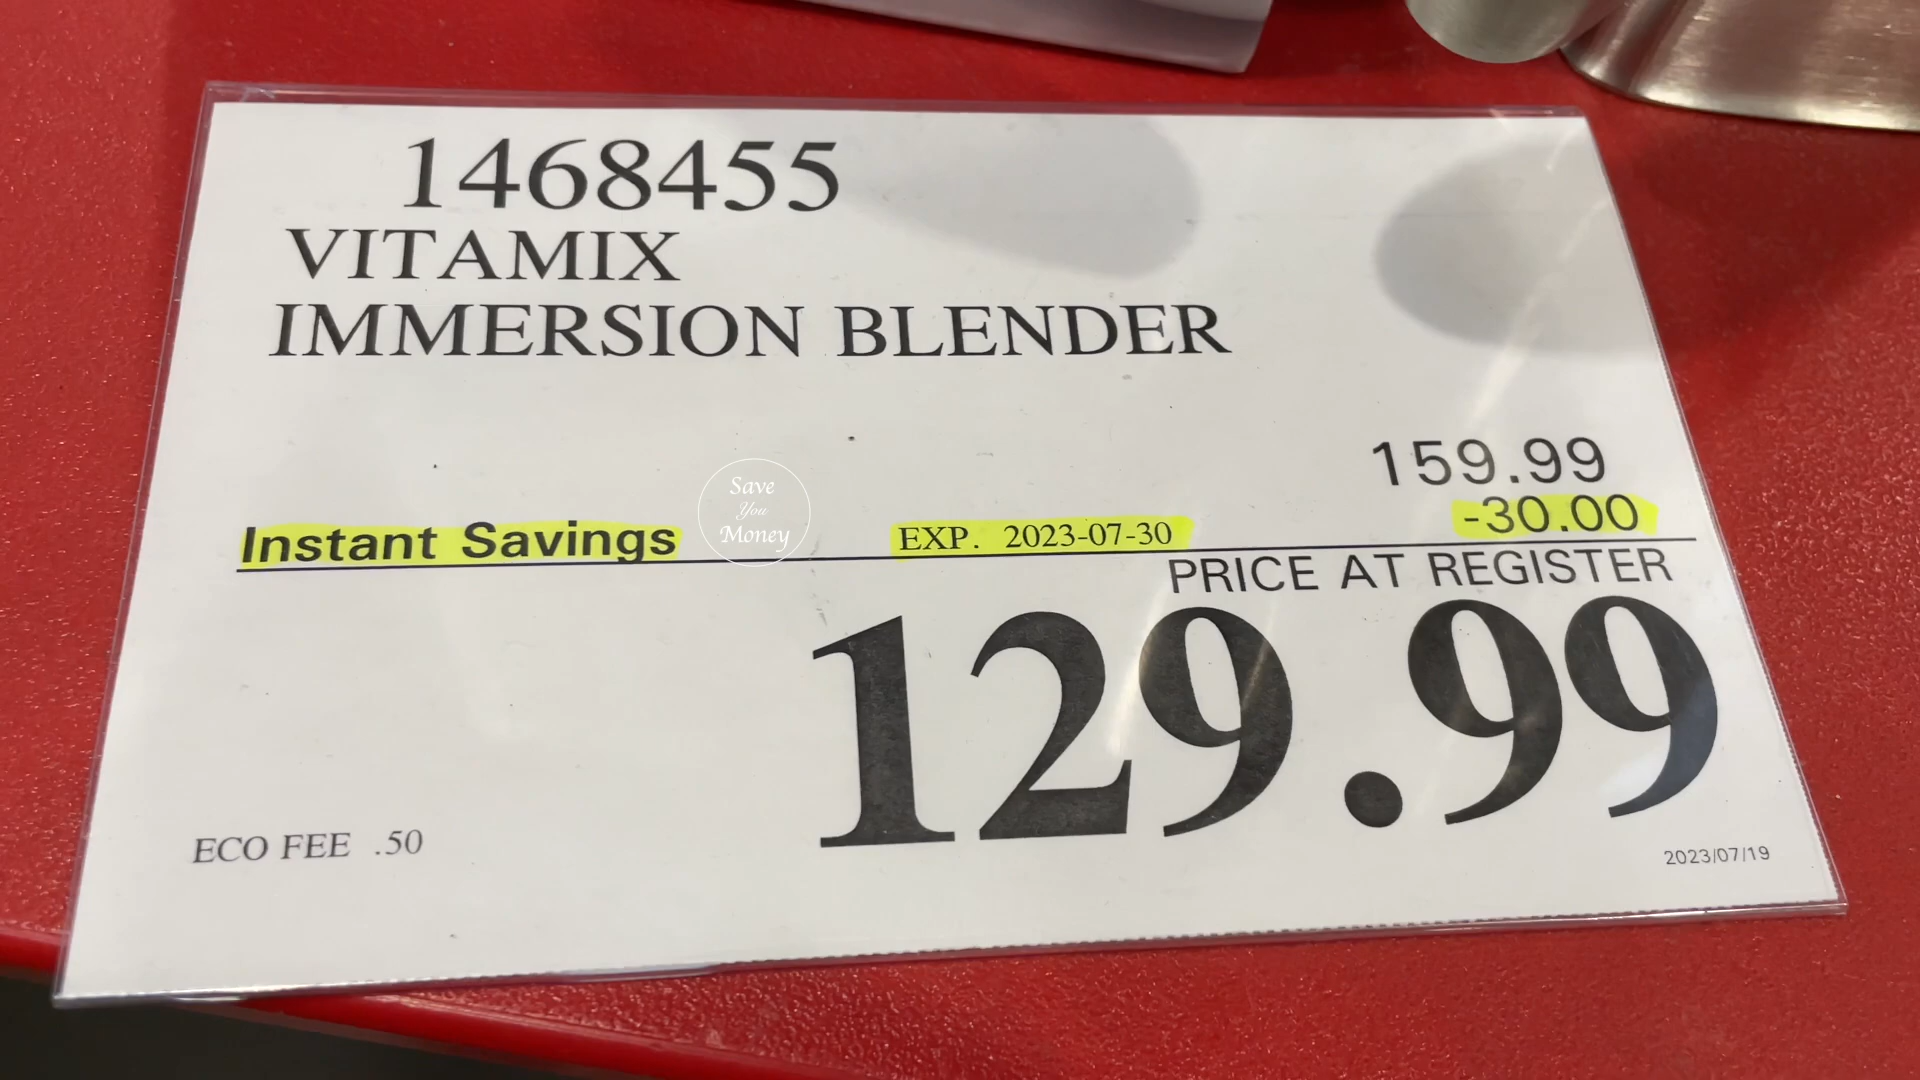 1468455
VITAMIX
IMMERSION BLENDER
159.99
Instant Savings EXP. 2023-07-30 -30.00
Save
You
Money
PRICE AT REGISTER
129.99
ECO FEE .50
2023/07/19